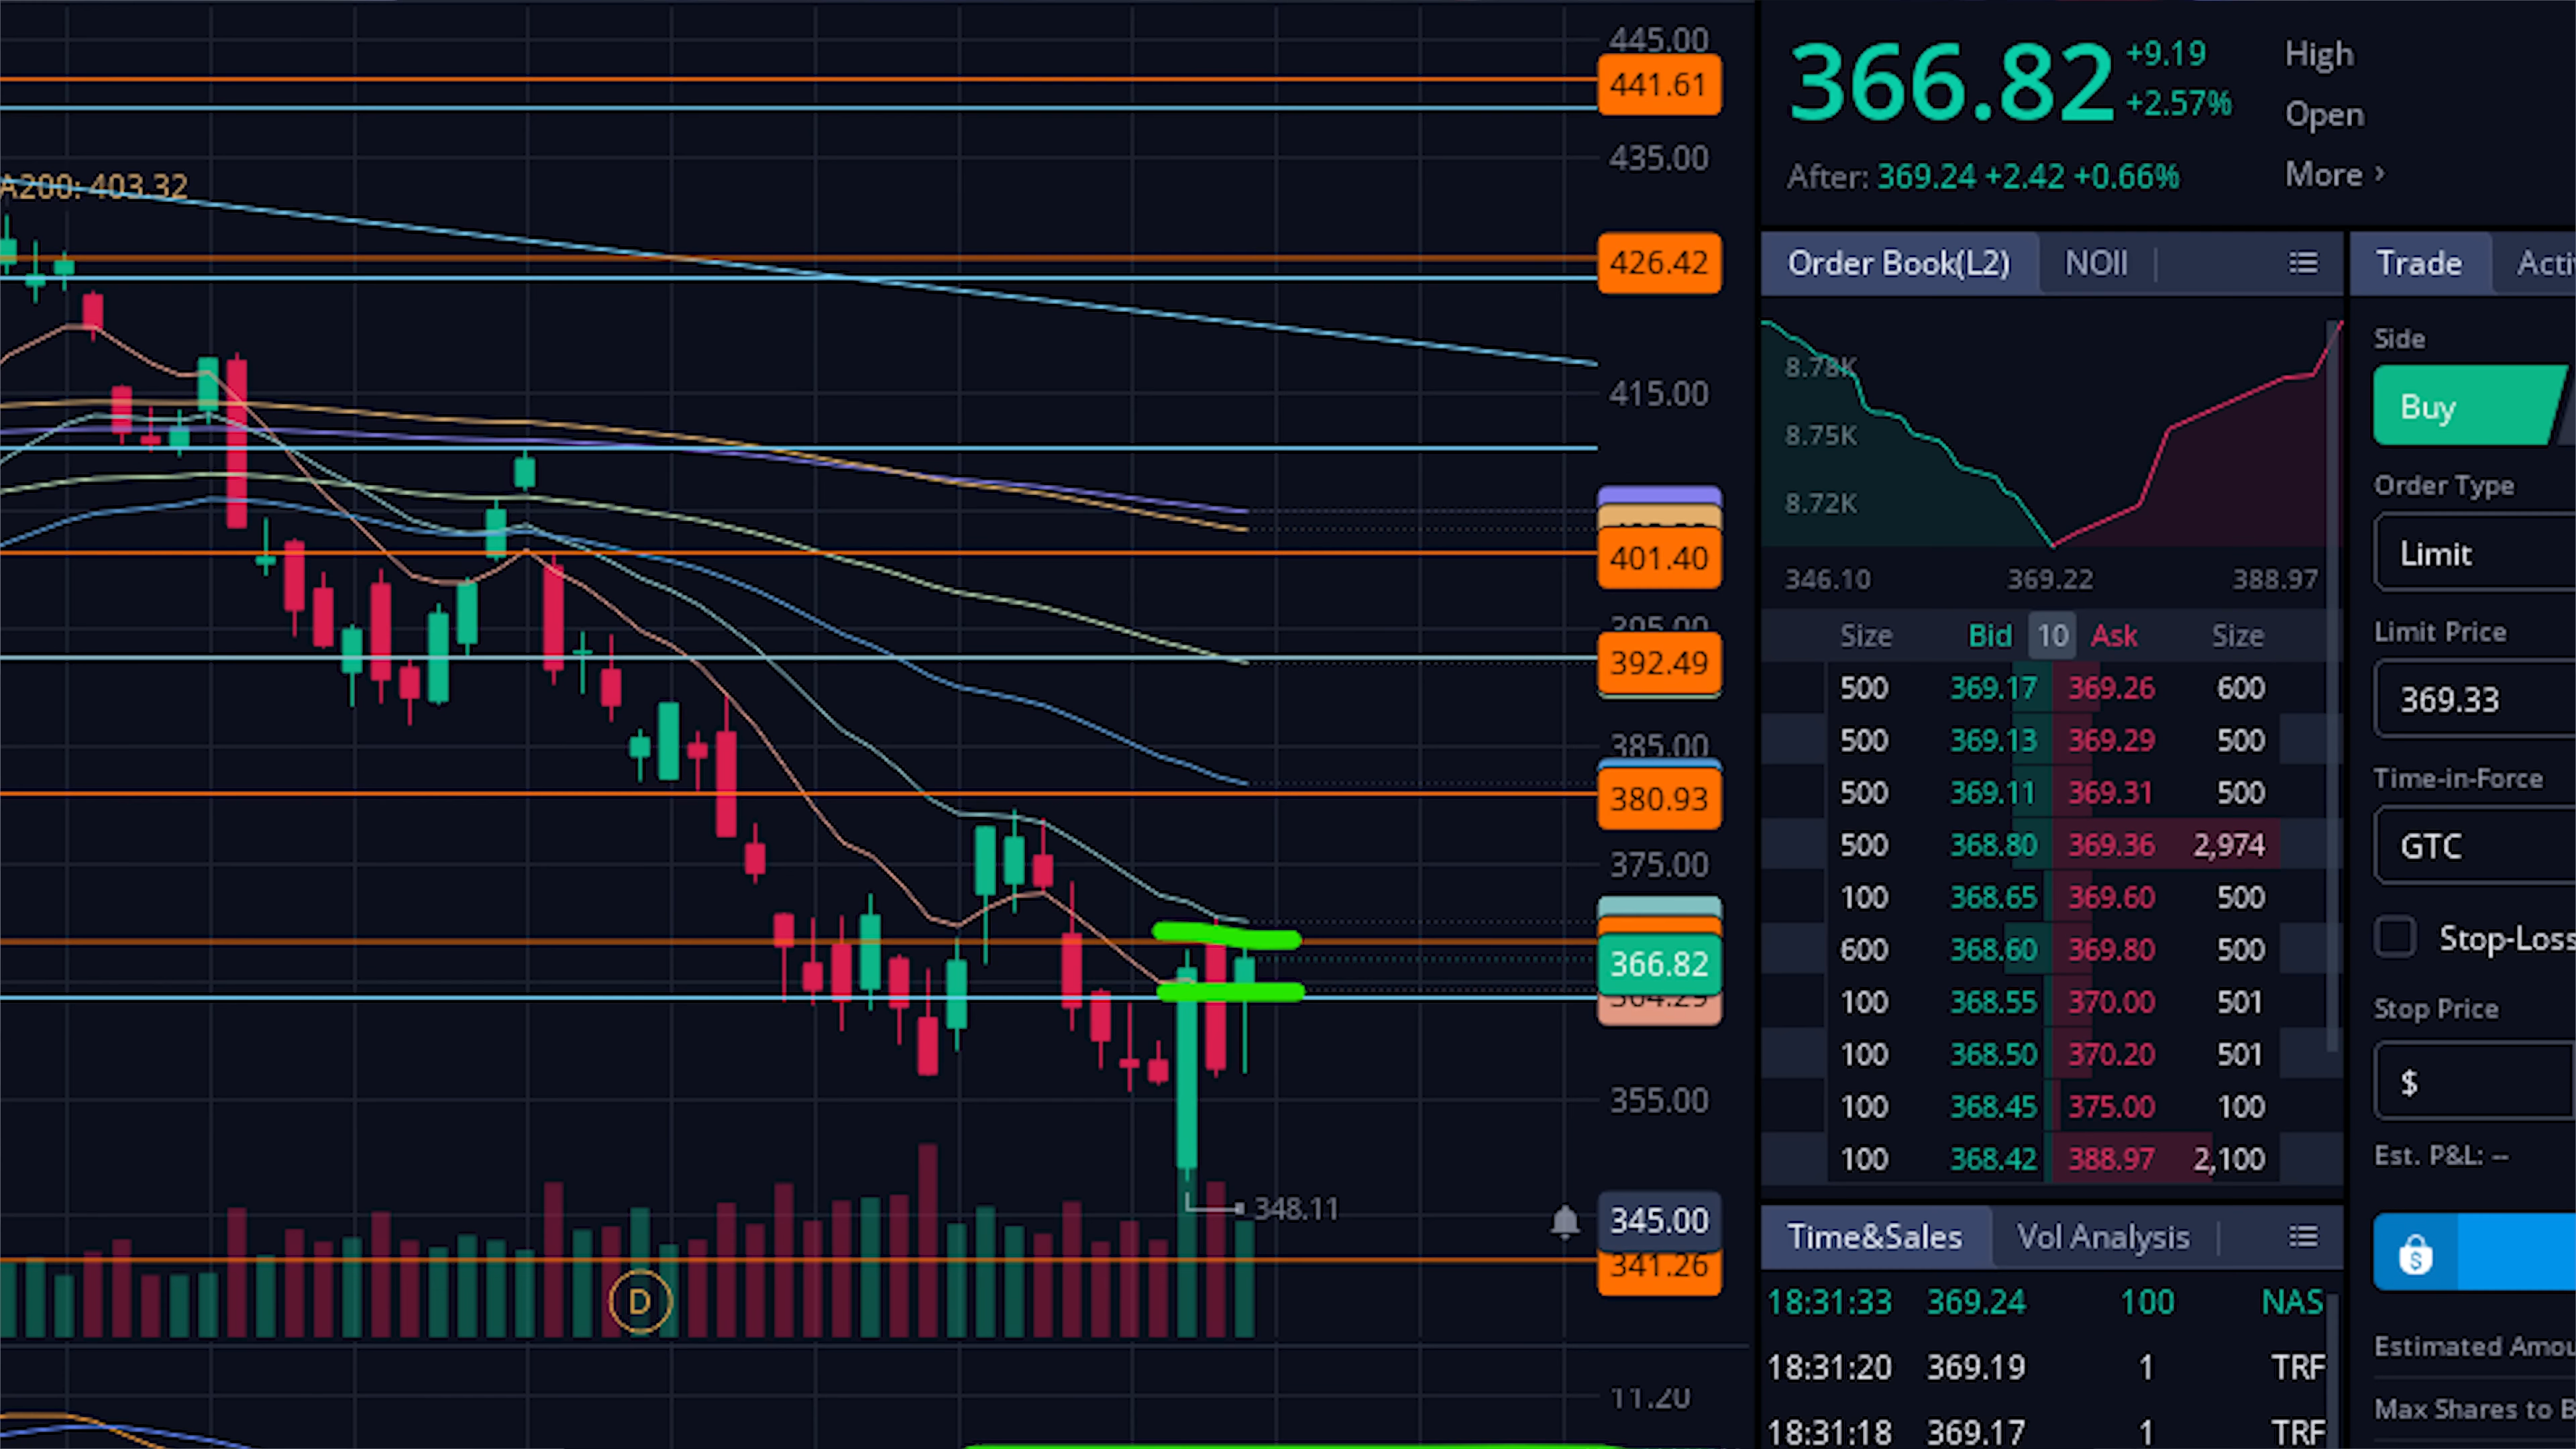 445.00
441.61
435.00
A200: 403.32
426.42
415.00
401.40
392.49
385.00
380.93
375.00
366.82
364.29
355.00
348.11
345.00
341.26
D
11.20
366.82 +9.19 +2.57%
High
Open
After: 369.24 +2.42 +0.66%
More >
Order Book(L2) NOII
8.78K
8.75K
8.72K
346.10 369.22 388.97
Size Bid 10 Ask Size
500 369.17 369.26 600
500 369.13 369.29 500
500 369.11 369.31 500
500 368.80 369.36 2,974
100 368.65 369.60 500
600 368.60 369.80 500
100 368.55 370.00 501
100 368.50 370.20 501
100 368.45 375.00 100
100 368.42 388.97 2,100
Time&Sales Vol Analysis
18:31:33 369.24 100 NAS
18:31:20 369.19 1 TRF
18:31:18 369.17 1 TRF
Trade Acti
Side
Buy
Order Type
Limit
Limit Price
369.33
Time-in-Force
GTC
Stop-Loss
Stop Price
$
Est. P&L: --
Estimated Amou
Max Shares to B